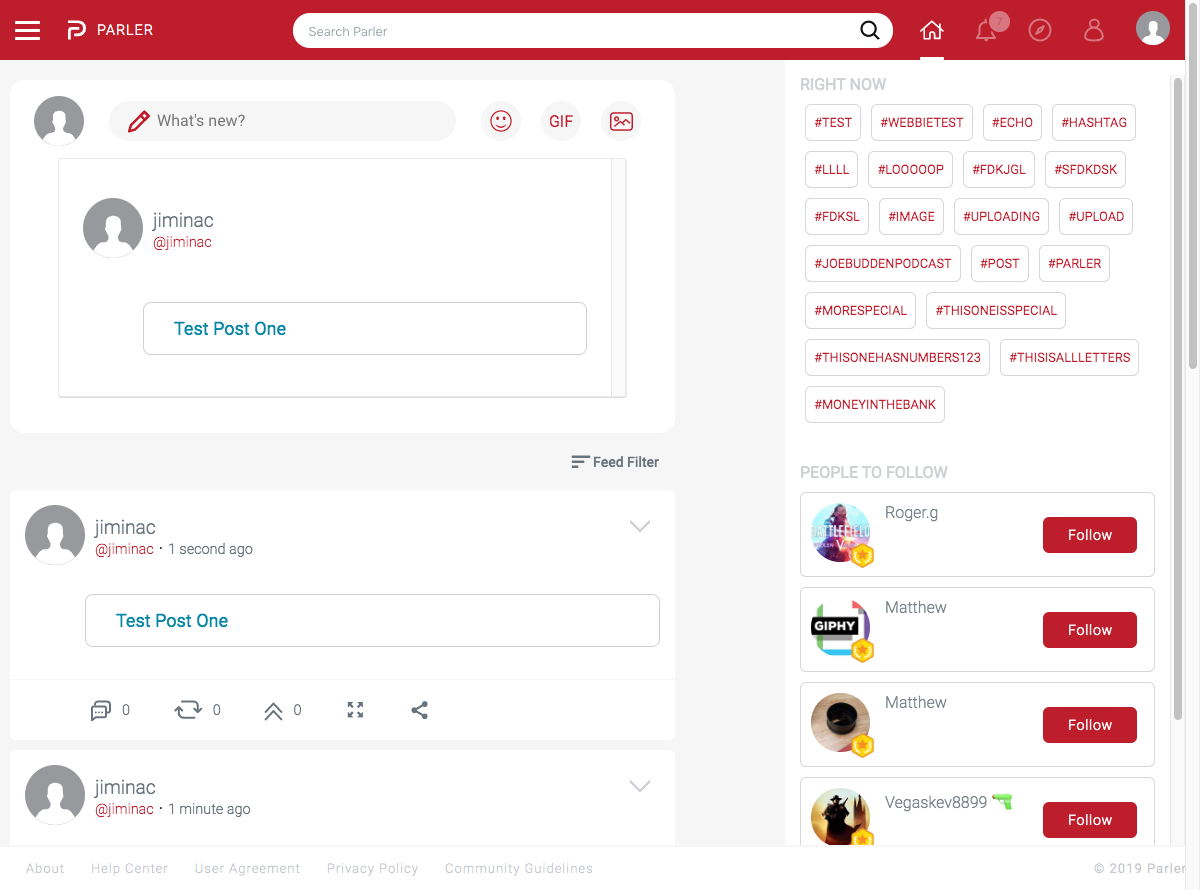 PARLER
Search Parler
7
What's new?
GIF
jiminac
@jiminac
Test Post One
Feed Filter
jiminac
@jiminac · 1 second ago
Test Post One
0 0 0
jiminac
@jiminac · 1 minute ago
RIGHT NOW
#TEST #WEBBIETEST #ECHO #HASHTAG
#LLLL #LOOOOOP #FDKJGL #SFDKDSK
#FDKSL #IMAGE #UPLOADING #UPLOAD
#JOEBUDDENPODCAST #POST #PARLER
#MORESPECIAL #THISONEISSPECIAL
#THISONEHASNUMBERS123 #THISISALLLETTERS
#MONEYINTHEBANK
PEOPLE TO FOLLOW
Roger.g
Follow
BATTLEFIELD
Matthew
Follow
GIPHY
Matthew
Follow
Vegaskev8899
Follow
About Help Center User Agreement Privacy Policy Community Guidelines
© 2019 Parler